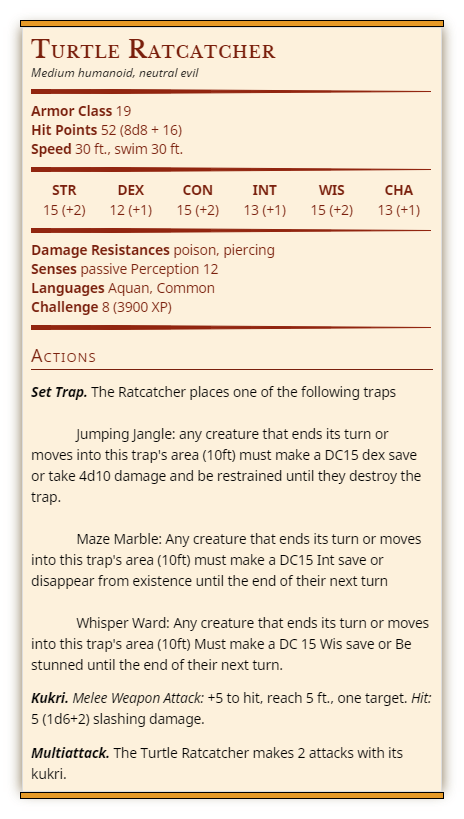 Turtle Ratcatcher
Medium humanoid, neutral evil
Armor Class 19
Hit Points 52 (8d8 + 16)
Speed 30 ft., swim 30 ft.
STR DEX CON INT WIS CHA
15 (+2) 12 (+1) 15 (+2) 13 (+1) 15 (+2) 13 (+1)
Damage Resistances poison, piercing
Senses passive Perception 12
Languages Aquan, Common
Challenge 8 (3900 XP)
Actions
Set Trap. The Ratcatcher places one of the following traps
Jumping Jangle: any creature that ends its turn or
moves into this trap's area (10ft) must make a DC15 dex save
or take 4d10 damage and be restrained until they destroy the
trap.
Maze Marble: Any creature that ends its turn or moves
into this trap's area (10ft) must make a DC15 Int save or
disappear from existence until the end of their next turn
Whisper Ward: Any creature that ends its turn or moves
into this trap's area (10ft) Must make a DC 15 Wis save or Be
stunned until the end of their next turn.
Kukri. Melee Weapon Attack: +5 to hit, reach 5 ft., one target. Hit:
5 (1d6+2) slashing damage.
Multiattack. The Turtle Ratcatcher makes 2 attacks with its
kukri.